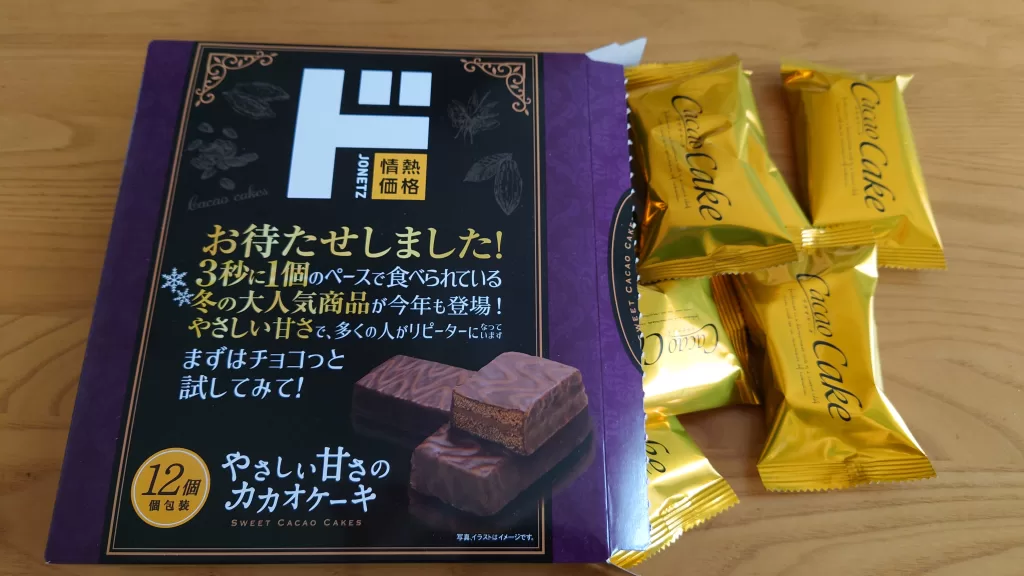 ド
JONETZ
情熱
価格
Cacao cakes
お待たせしました!
3秒に1個のペースで食べられている
冬の大人気商品が今年も登場!
やさしい甘さで、多くの人がリピーターになって
います
まずはチョコっと
試してみて!
12個
個包装
やさしい甘さの
カカオケーキ
SWEET CACAO CAKES
写真、イラストはイメージです。
SWEET CACAO CAKES
Cacao Cake
Cacao Cake
Cacao C
Cacao Cake
Cake